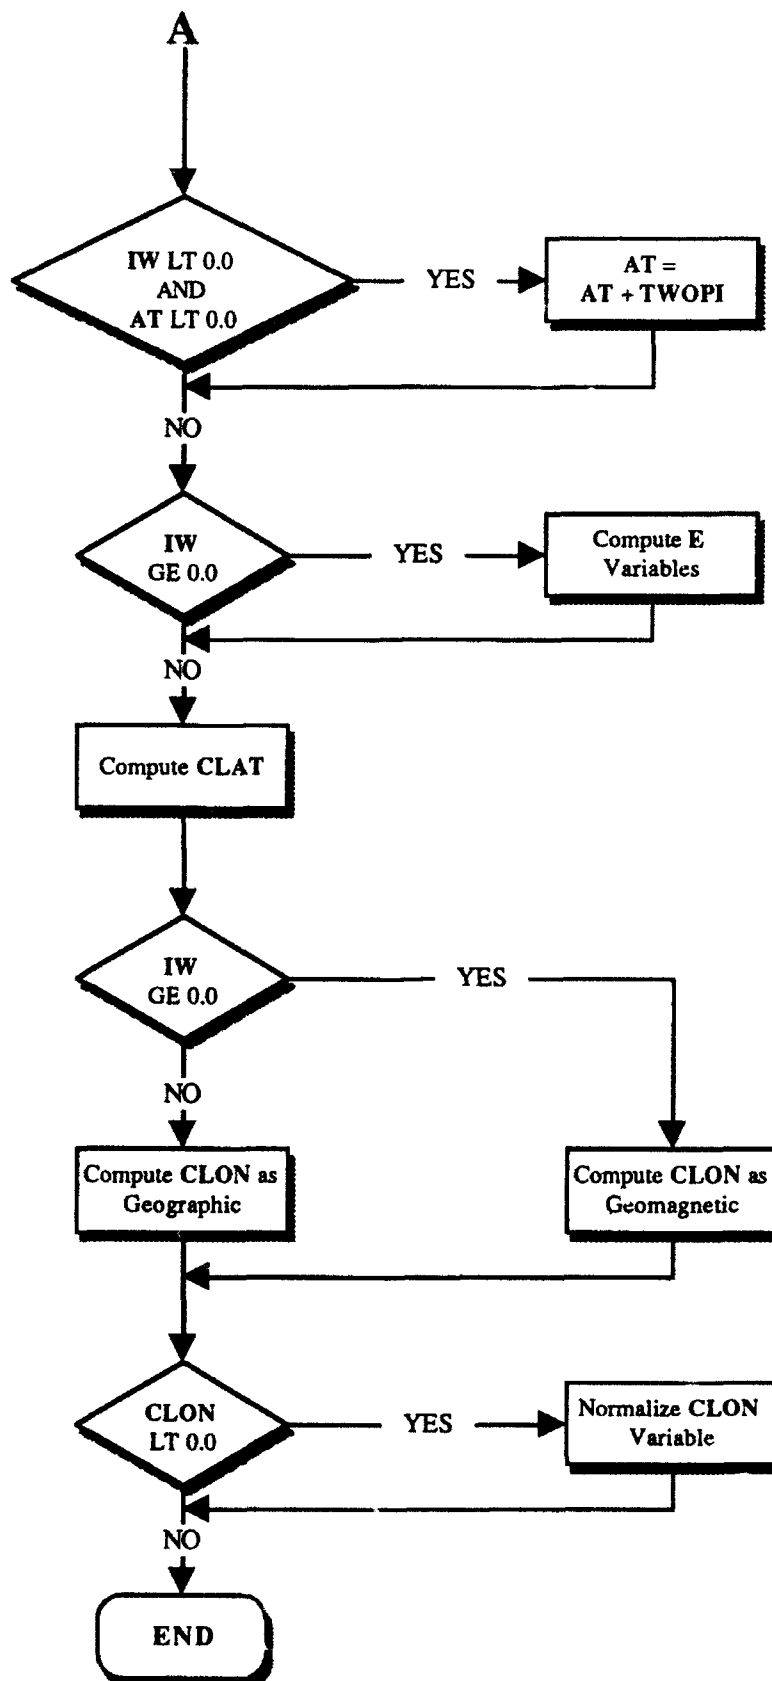 A
IW LT 0.0
AND
AT LT 0.0
YES
AT =
AT + TWOPI
NO
IW
GE 0.0
YES
Compute E
Variables
NO
Compute CLAT
IW
GE 0.0
YES
NO
Compute CLON as
Geographic
Compute CLON as
Geomagnetic
CLON
LT 0.0
YES
Normalize CLON
Variable
NO
END